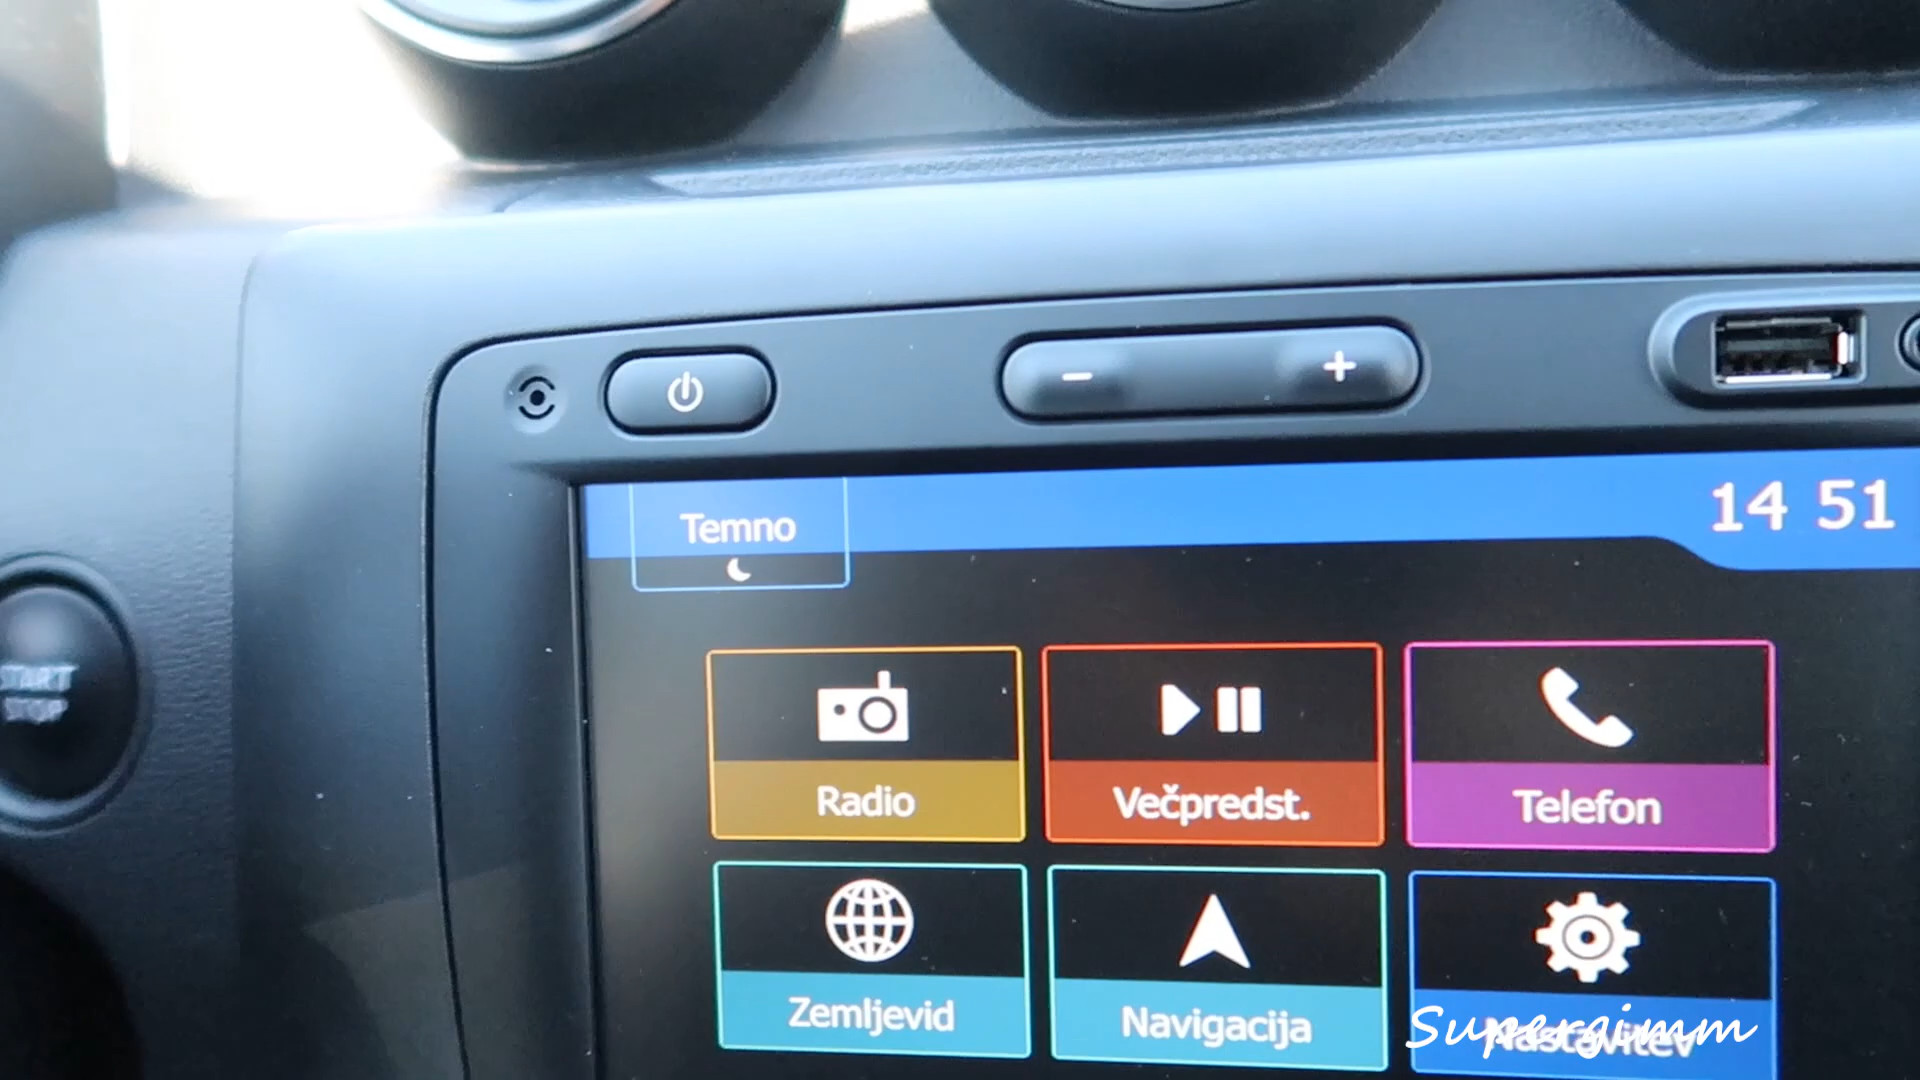 Temno
14 51
START
STOP
Radio
Večpredst.
Telefon
Zemljevid
Navigacija
Nastavitev
Supergimm